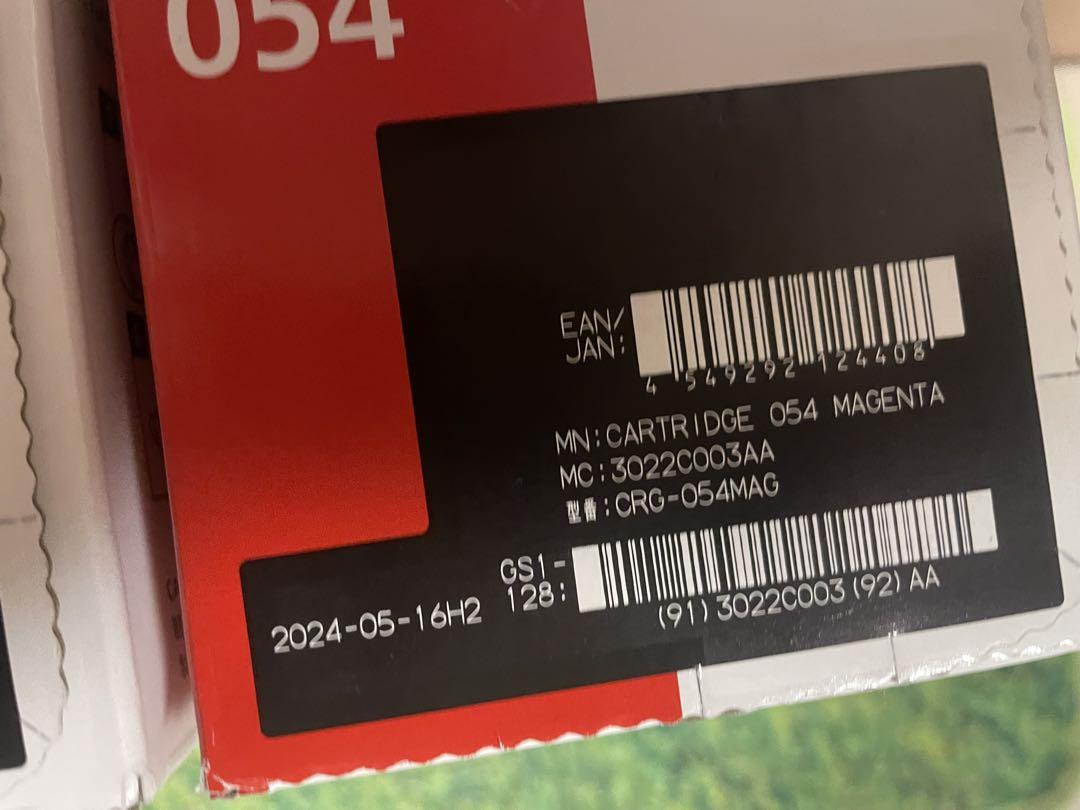 054
EAN/
JAN:
4 549292 124408
MN:CARTRIDGE 054 MAGENTA
MC:3022C003AA
型番:CRG-054MAG
GS1-
128:
(91)3022C003(92)AA
2024-05-16H2